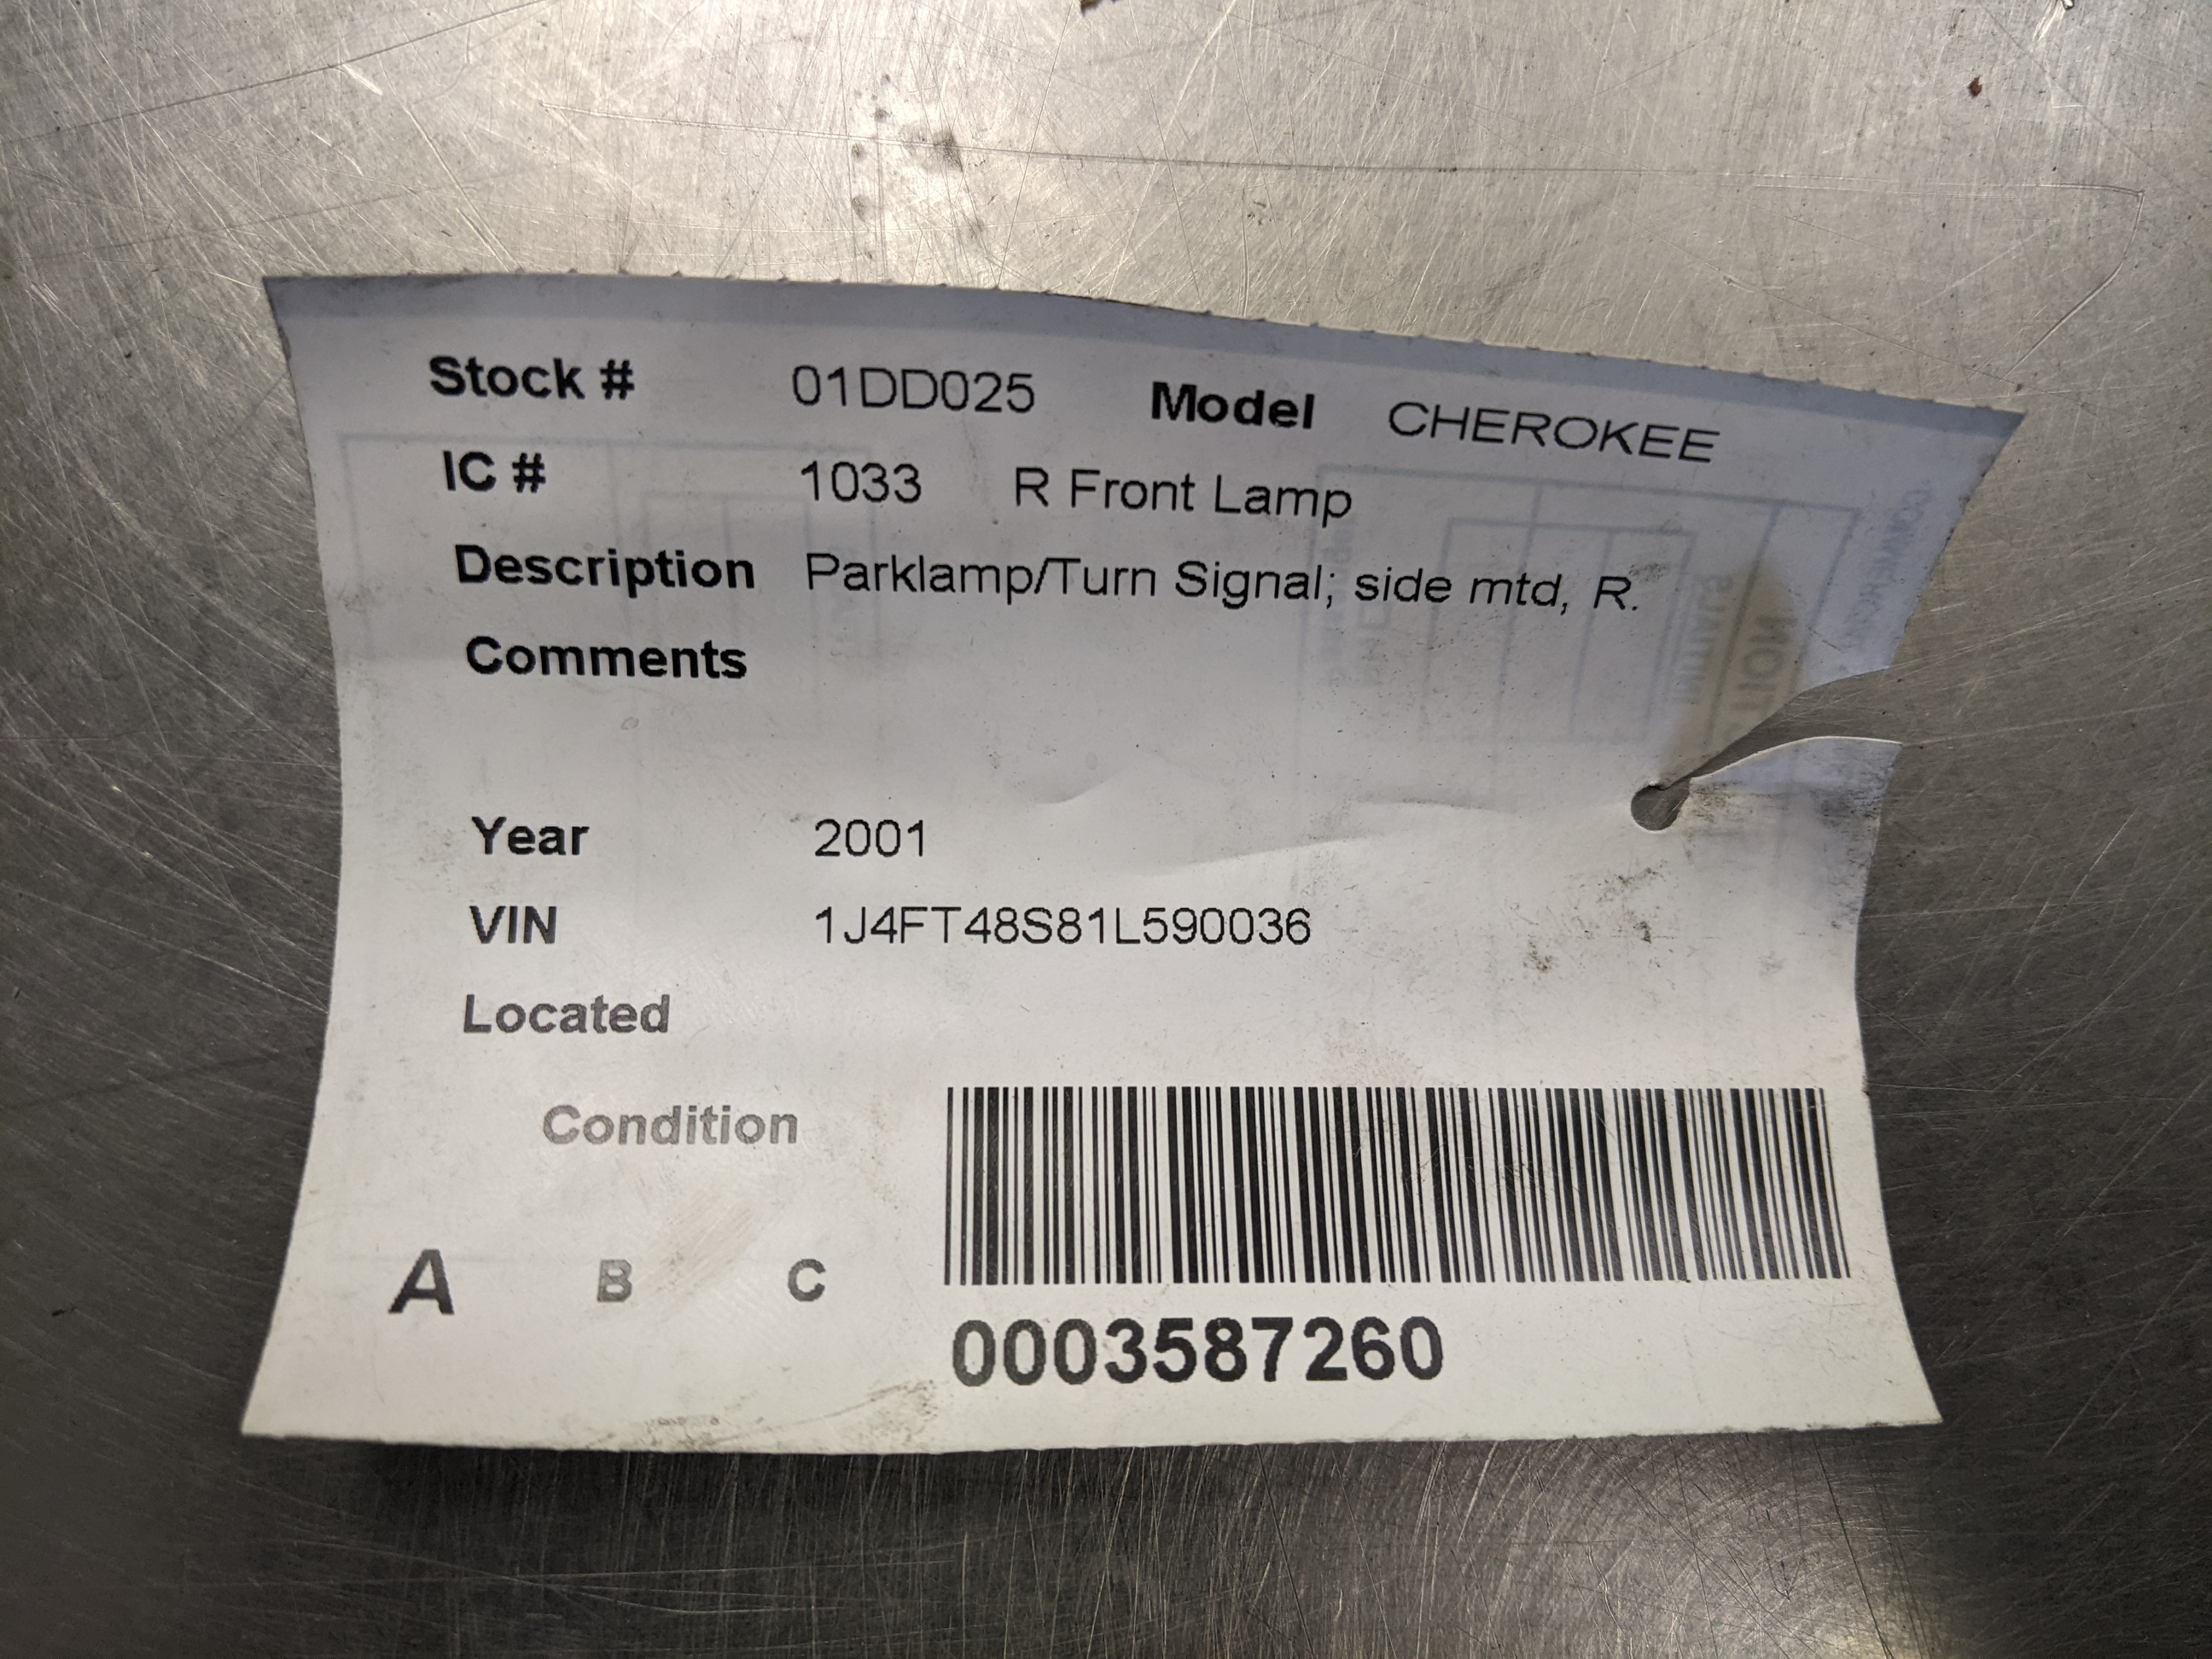 Stock # 01DD025 Model CHEROKEE
IC # 1033 R Front Lamp
Description Parklamp/Turn Signal; side mtd, R.
Comments
Year 2001
VIN 1J4FT48S81L590036
Located
Condition
A B C
0003587260
INITIALS